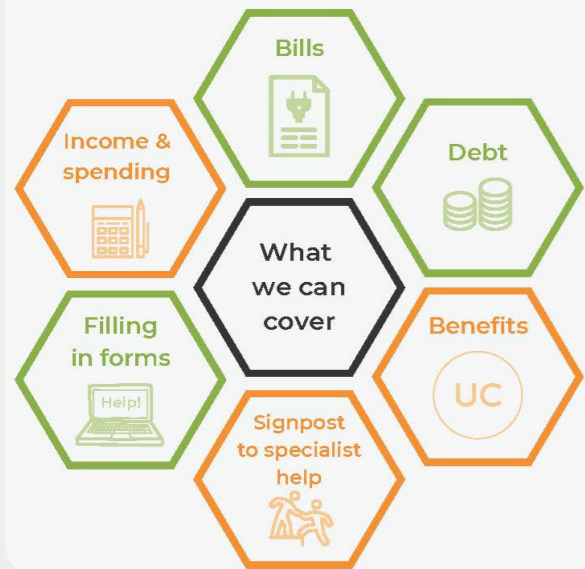 Bills
Income &
spending
Debt
What
we can
cover
Filling
in forms
Help!
Benefits
UC
Signpost
to specialist
help